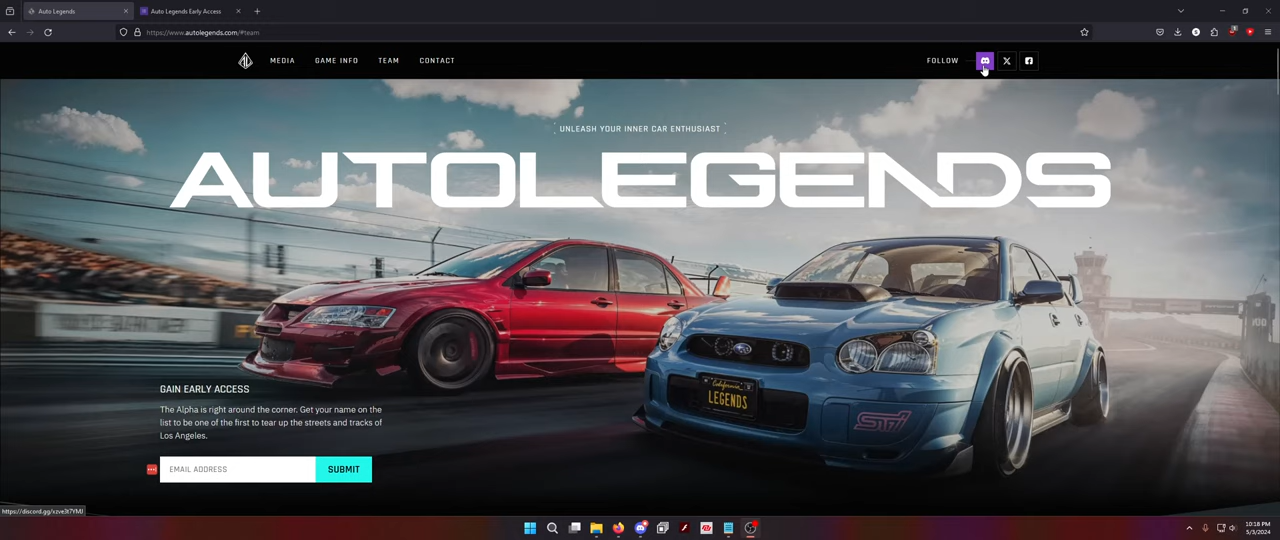 Auto Legends
Auto Legends Early Access
https://www.autolegends.com/#team
MEDIA
GAME INFO
TEAM
CONTACT
FOLLOW
UNLEASH YOUR INNER CAR ENTHUSIAST
AUTOLEGENDS
California
LEGENDS
STI
GAIN EARLY ACCESS
The Alpha is right around the corner. Get your name on the
list to be one of the first to tear up the streets and tracks of
Los Angeles.
EMAIL ADDRESS
SUBMIT
10:18 PM
5/3/2024